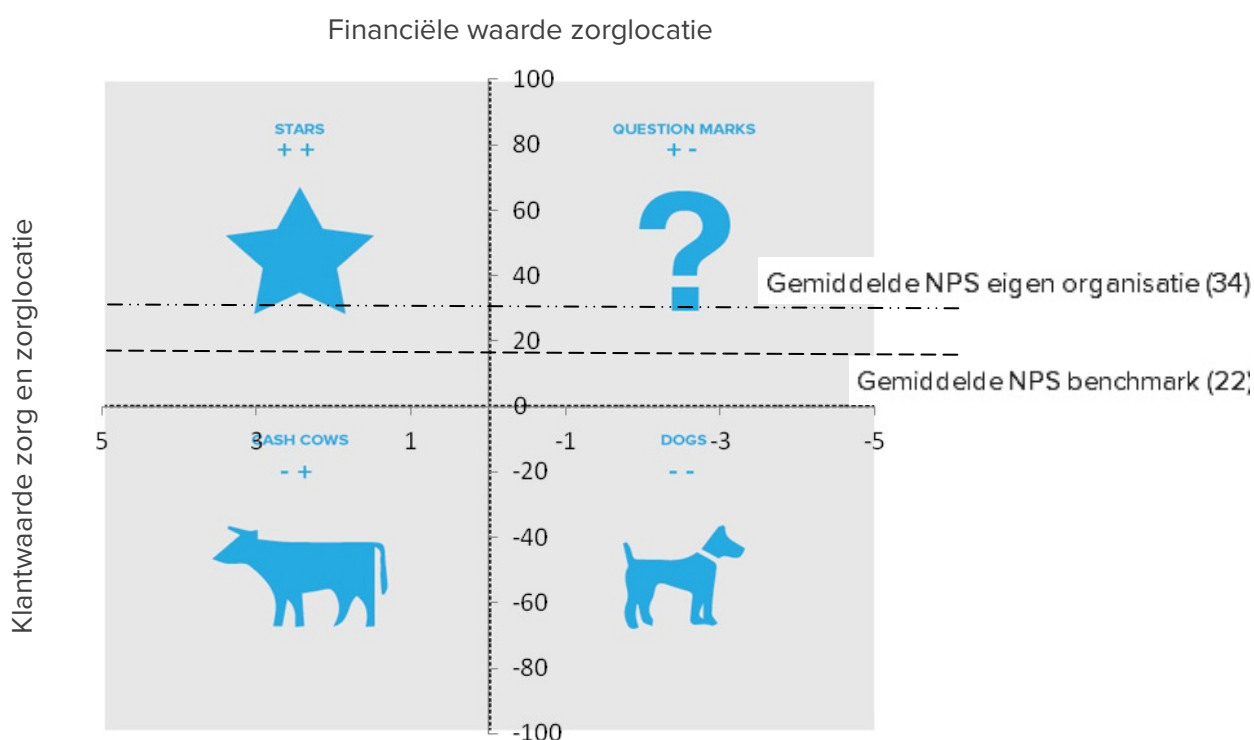 Financiële waarde zorglocatie
Klantwaarde zorg en zorglocatie
100
STARS
QUESTION MARKS
+ +
+ -
80
60
40
Gemiddelde NPS eigen organisatie (34)
20
Gemiddelde NPS benchmark (22)
0
5
3
CASH COWS
1
-1
DOGS
-3
-5
- +
-20
- -
-40
-60
-80
-100